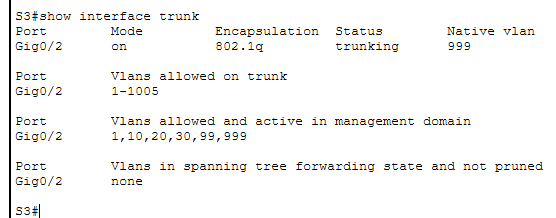 S3#show interface trunk
Port Mode Encapsulation Status Native vlan
Gig0/2 on 802.1q trunking 999
Port Vlans allowed on trunk
Gig0/2 1-1005
Port Vlans allowed and active in management domain
Gig0/2 1,10,20,30,99,999
Port Vlans in spanning tree forwarding state and not pruned
Gig0/2 none
S3#